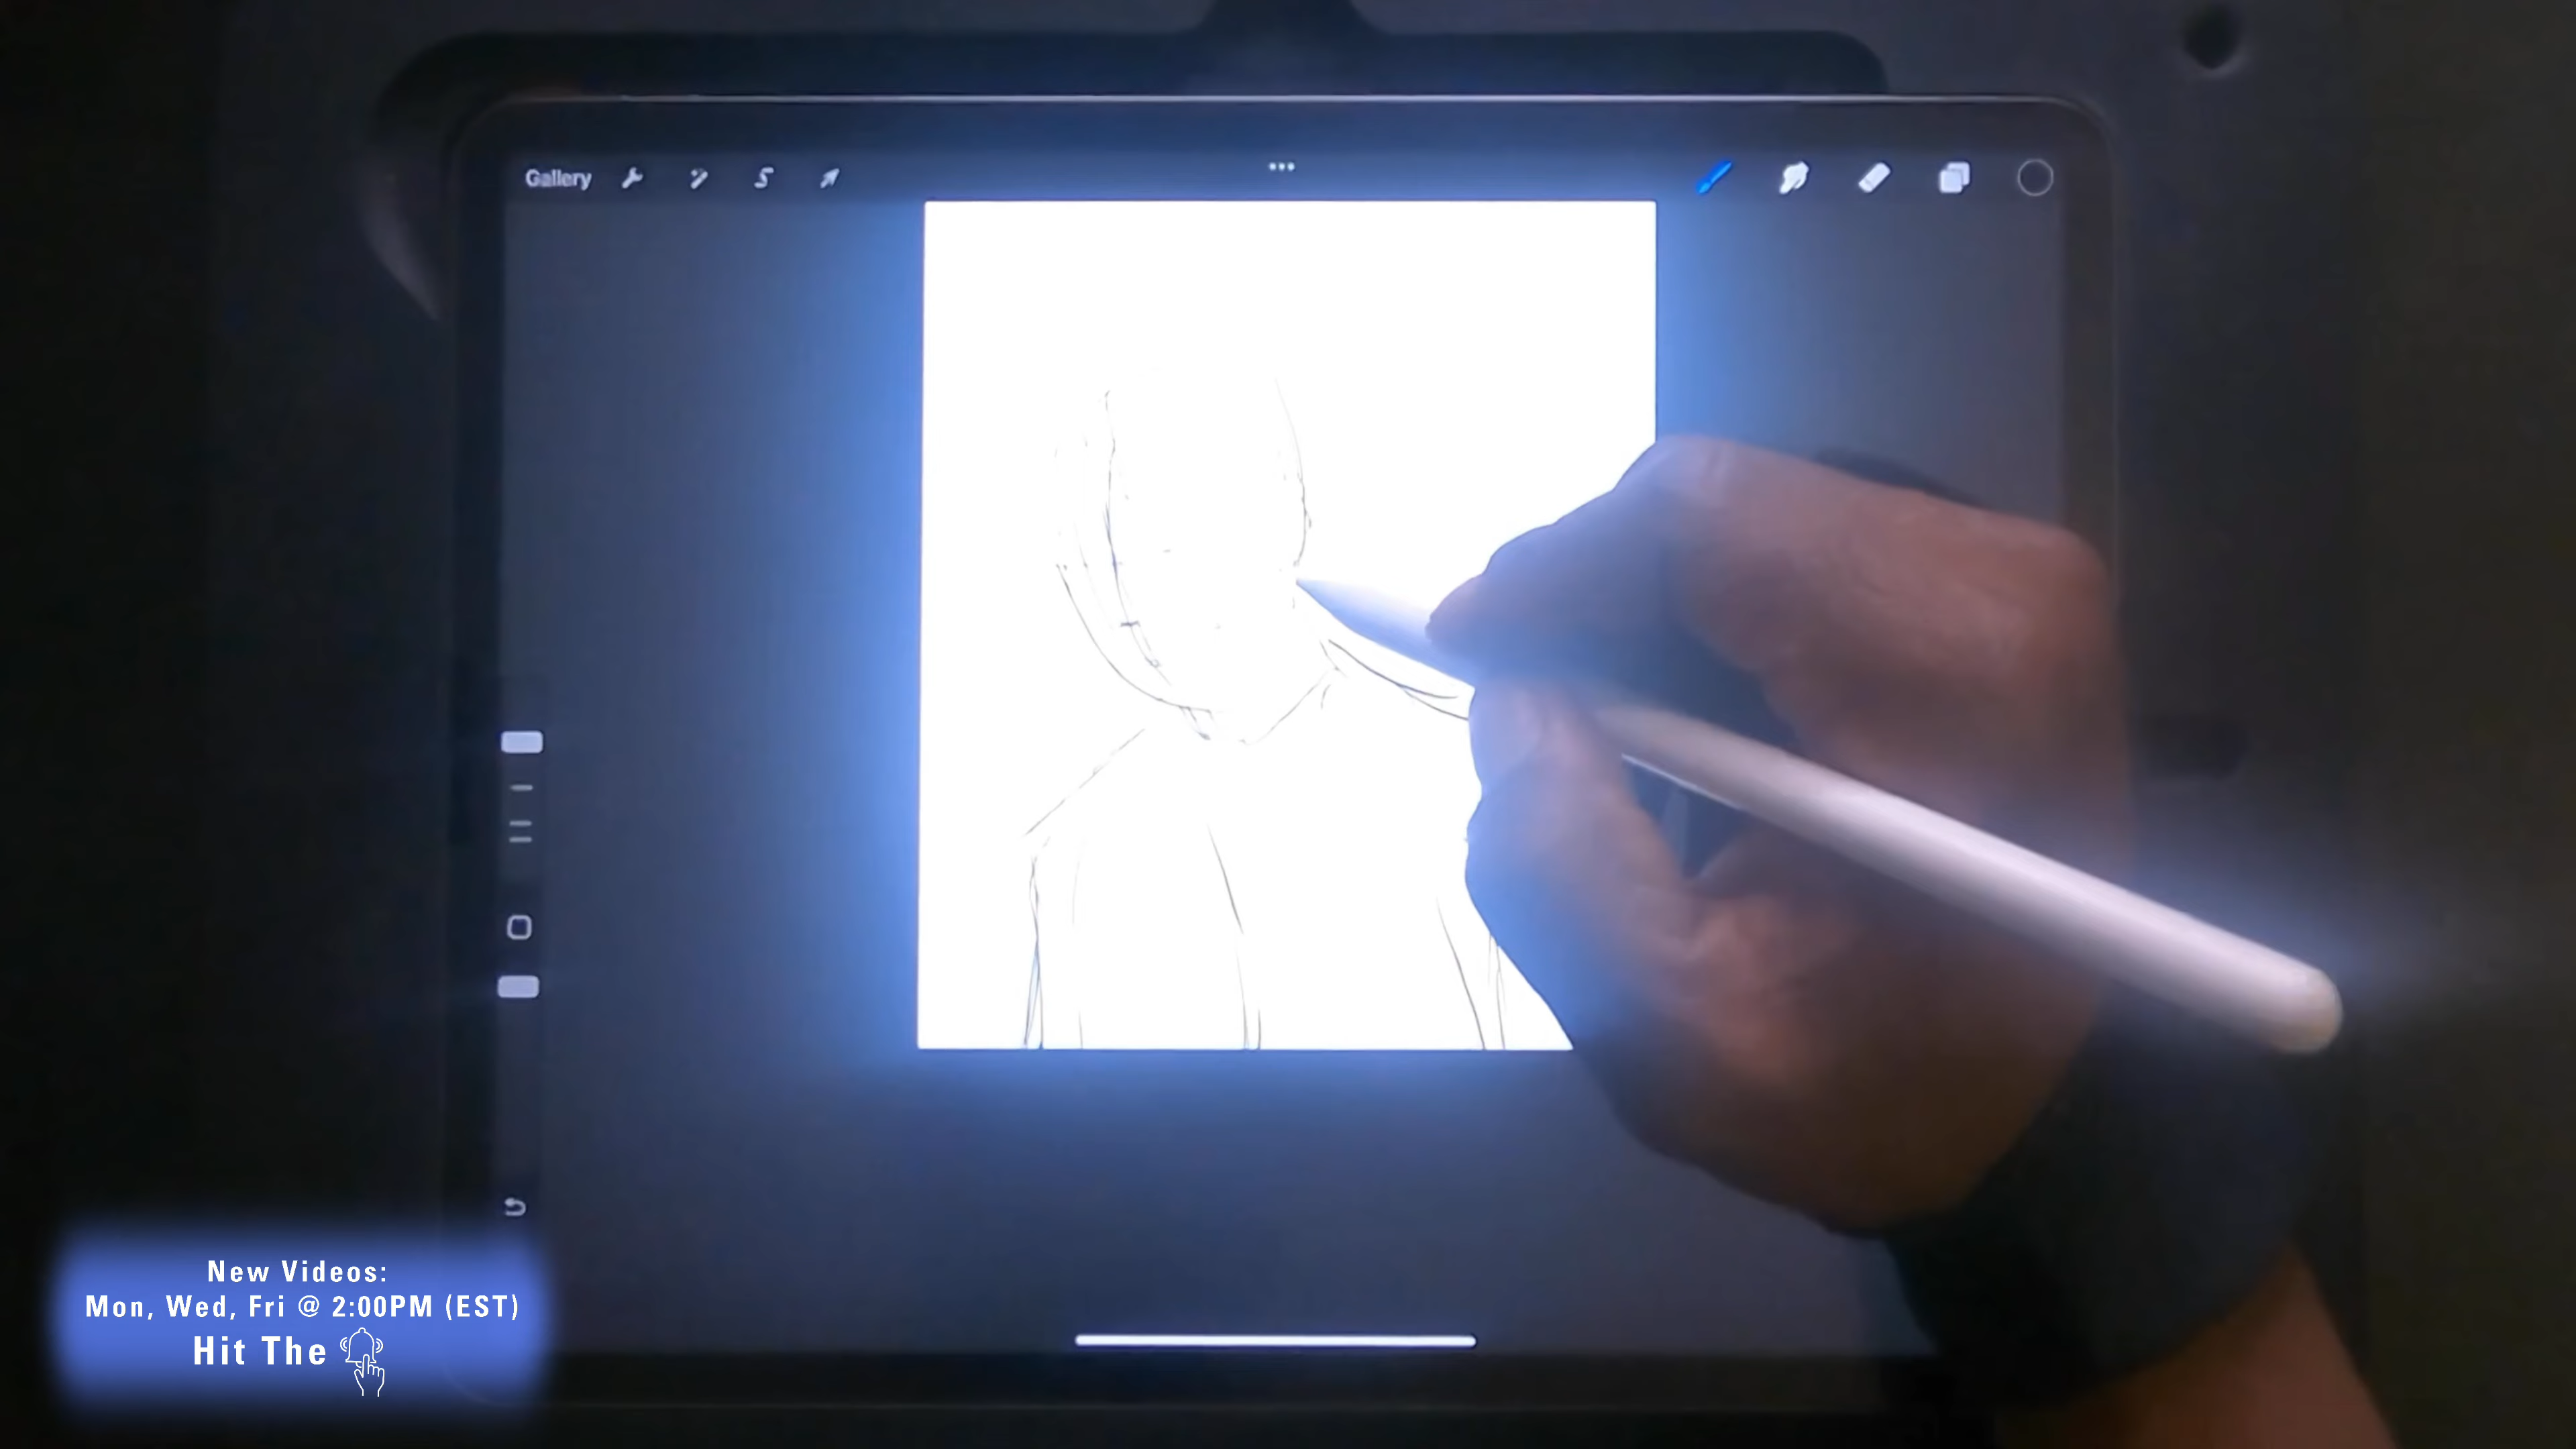 Gallery
New Videos:
Mon, Wed, Fri @ 2:00PM (EST)
Hit The